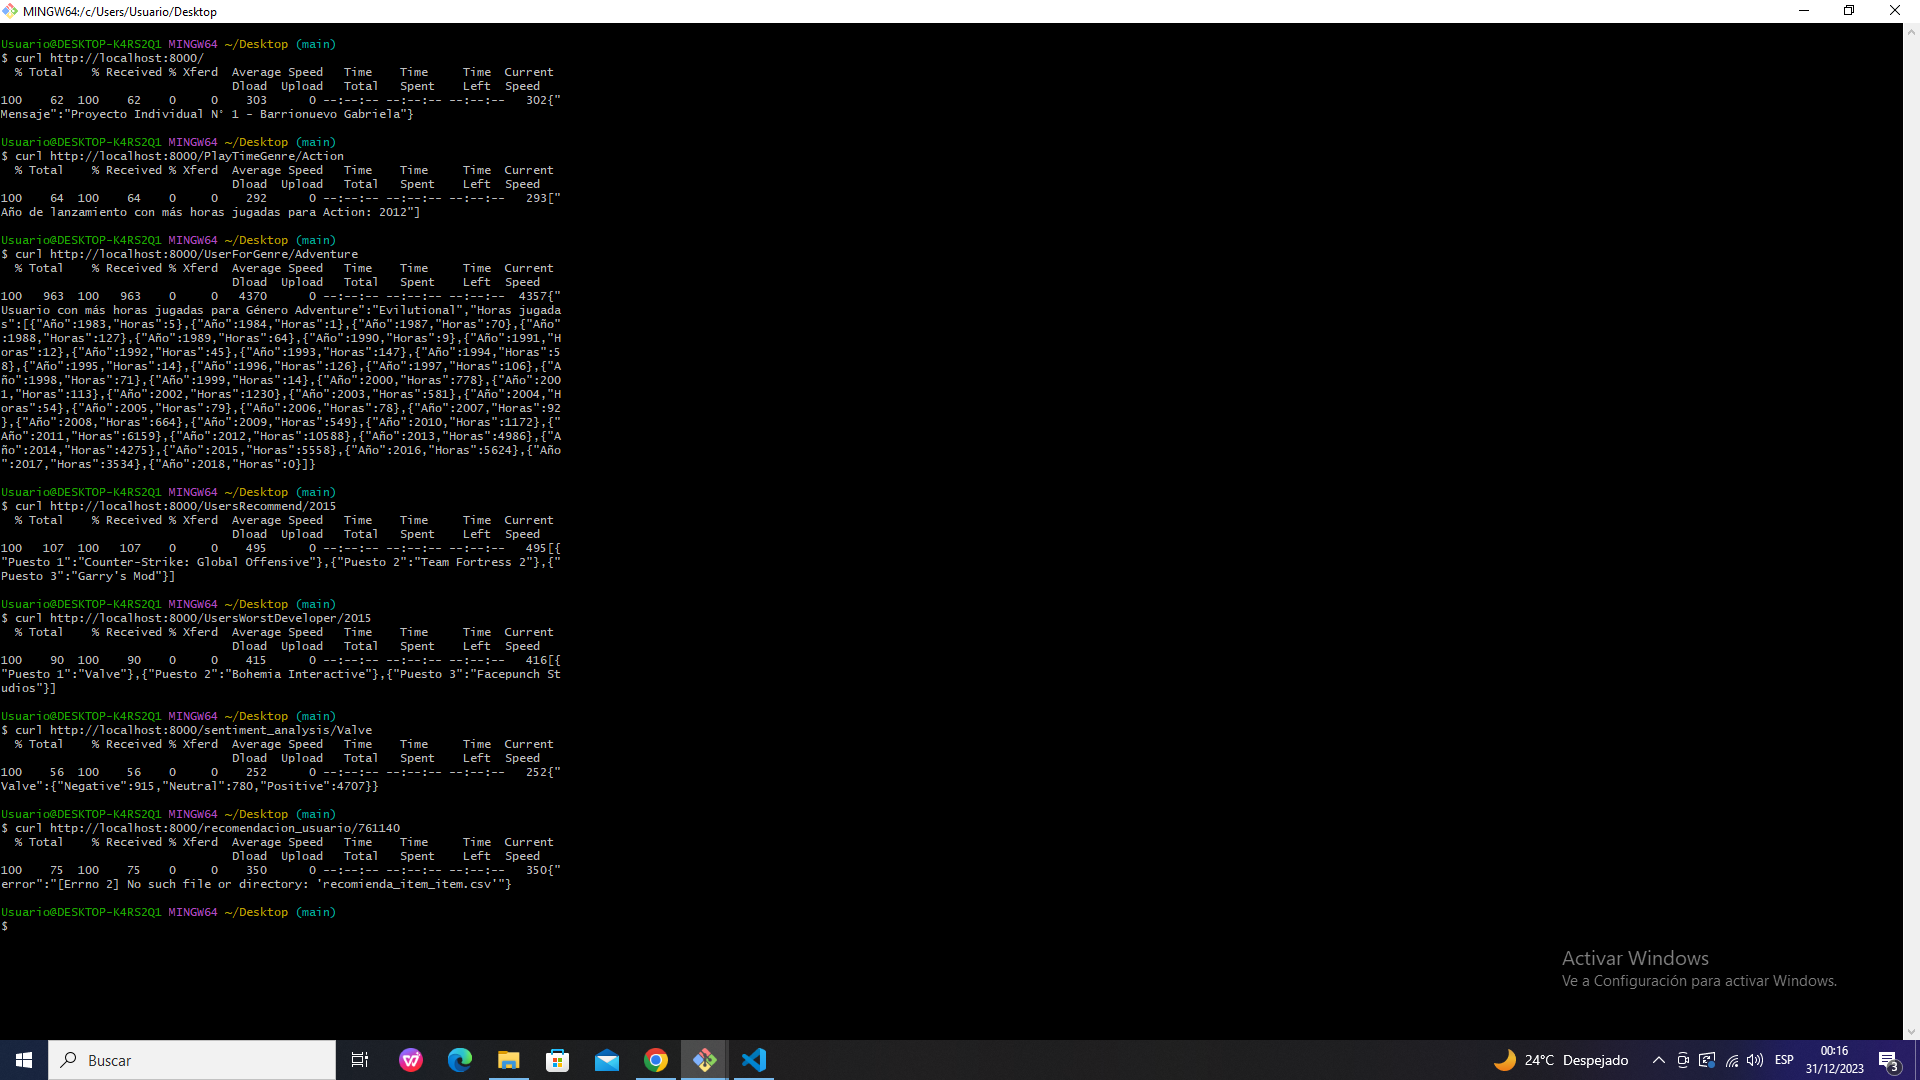 MINGW64:/c/Users/Usuario/Desktop
Usuario@DESKTOP-K4RS2Q1 MINGW64 ~/Desktop (main)
$ curl http://localhost:8000/
  % Total    % Received % Xferd  Average Speed   Time    Time     Time  Current
                                 Dload  Upload   Total   Spent    Left  Speed
100    62  100    62    0     0    303      0 --:--:-- --:--:-- --:--:--   302{"
Mensaje":"Proyecto Individual N° 1 - Barrionuevo Gabriela"}
Usuario@DESKTOP-K4RS2Q1 MINGW64 ~/Desktop (main)
$ curl http://localhost:8000/PlayTimeGenre/Action
  % Total    % Received % Xferd  Average Speed   Time    Time     Time  Current
                                 Dload  Upload   Total   Spent    Left  Speed
100    64  100    64    0     0    292      0 --:--:-- --:--:-- --:--:--   293["
Año de lanzamiento con más horas jugadas para Action: 2012"]
Usuario@DESKTOP-K4RS2Q1 MINGW64 ~/Desktop (main)
$ curl http://localhost:8000/UserForGenre/Adventure
  % Total    % Received % Xferd  Average Speed   Time    Time     Time  Current
                                 Dload  Upload   Total   Spent    Left  Speed
100   963  100   963    0     0   4370      0 --:--:-- --:--:-- --:--:--  4357{"
Usuario con más horas jugadas para Género Adventure":"Evilutional","Horas jugada
s":[{"Año":1983,"Horas":5},{"Año":1984,"Horas":1},{"Año":1987,"Horas":70},{"Año"
:1988,"Horas":127},{"Año":1989,"Horas":64},{"Año":1990,"Horas":9},{"Año":1991,"H
oras":12},{"Año":1992,"Horas":45},{"Año":1993,"Horas":147},{"Año":1994,"Horas":5
8},{"Año":1995,"Horas":14},{"Año":1996,"Horas":126},{"Año":1997,"Horas":106},{"A
ño":1998,"Horas":71},{"Año":1999,"Horas":14},{"Año":2000,"Horas":778},{"Año":200
1,"Horas":113},{"Año":2002,"Horas":1230},{"Año":2003,"Horas":581},{"Año":2004,"H
oras":54},{"Año":2005,"Horas":79},{"Año":2006,"Horas":78},{"Año":2007,"Horas":92
},{"Año":2008,"Horas":664},{"Año":2009,"Horas":549},{"Año":2010,"Horas":1172},{"
Año":2011,"Horas":6159},{"Año":2012,"Horas":10588},{"Año":2013,"Horas":4986},{"A
ño":2014,"Horas":4275},{"Año":2015,"Horas":5558},{"Año":2016,"Horas":5624},{"Año
":2017,"Horas":3534},{"Año":2018,"Horas":0}]}
Usuario@DESKTOP-K4RS2Q1 MINGW64 ~/Desktop (main)
$ curl http://localhost:8000/UsersRecommend/2015
  % Total    % Received % Xferd  Average Speed   Time    Time     Time  Current
                                 Dload  Upload   Total   Spent    Left  Speed
100   107  100   107    0     0    495      0 --:--:-- --:--:-- --:--:--   495[{
"Puesto 1":"Counter-Strike: Global Offensive"},{"Puesto 2":"Team Fortress 2"},{"
Puesto 3":"Garry's Mod"}]
Usuario@DESKTOP-K4RS2Q1 MINGW64 ~/Desktop (main)
$ curl http://localhost:8000/UsersWorstDeveloper/2015
  % Total    % Received % Xferd  Average Speed   Time    Time     Time  Current
                                 Dload  Upload   Total   Spent    Left  Speed
100    90  100    90    0     0    415      0 --:--:-- --:--:-- --:--:--   416[{
"Puesto 1":"Valve"},{"Puesto 2":"Bohemia Interactive"},{"Puesto 3":"Facepunch St
udios"}]
Usuario@DESKTOP-K4RS2Q1 MINGW64 ~/Desktop (main)
$ curl http://localhost:8000/sentiment_analysis/Valve
  % Total    % Received % Xferd  Average Speed   Time    Time     Time  Current
                                 Dload  Upload   Total   Spent    Left  Speed
100    56  100    56    0     0    252      0 --:--:-- --:--:-- --:--:--   252{"
Valve":{"Negative":915,"Neutral":780,"Positive":4707}}
Usuario@DESKTOP-K4RS2Q1 MINGW64 ~/Desktop (main)
$ curl http://localhost:8000/recomendacion_usuario/761140
  % Total    % Received % Xferd  Average Speed   Time    Time     Time  Current
                                 Dload  Upload   Total   Spent    Left  Speed
100    75  100    75    0     0    350      0 --:--:-- --:--:-- --:--:--   350{"
error":"[Errno 2] No such file or directory: 'recomienda_item_item.csv'"}
Usuario@DESKTOP-K4RS2Q1 MINGW64 ~/Desktop (main)
$
Activar Windows
Ve a Configuración para activar Windows.
Buscar
24°C Despejado
ESP
00:16
31/12/2023
3